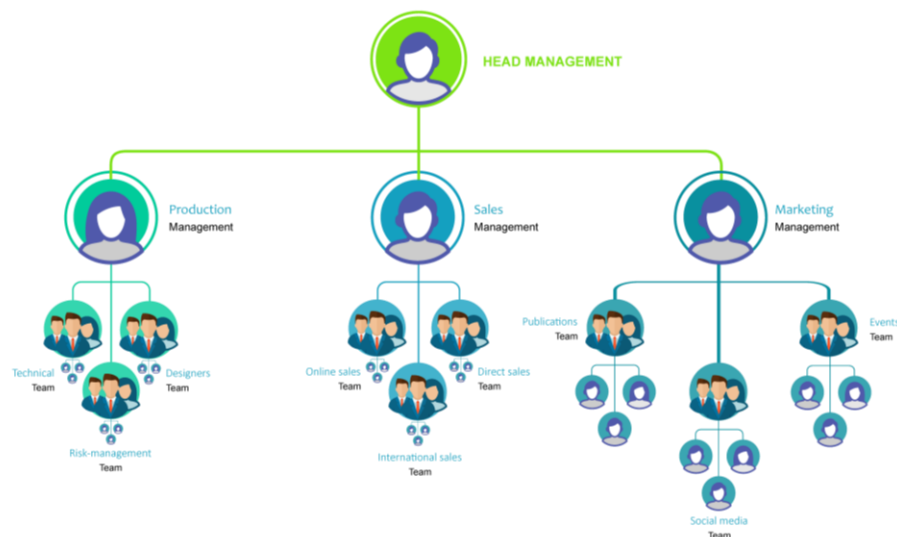 HEAD MANAGEMENT
Production
Management
Sales
Management
Marketing
Management
Technical
Team
Designers
Team
Risk-management
Team
Online sales
Team
Direct sales
Team
International sales
Team
Publications
Team
Events
Team
Social media
Team